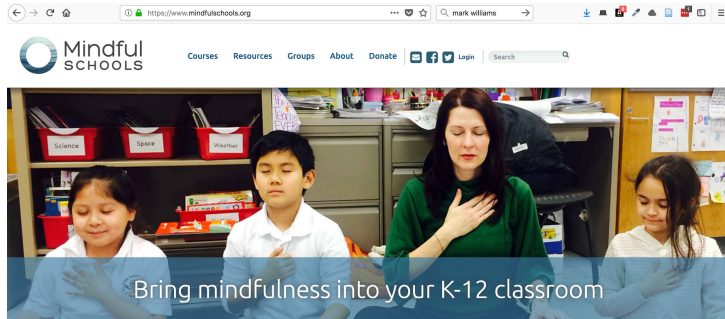 https://www.mindfulschools.org
mark williams
Mindful
SCHOOLS
Courses Resources Groups About Donate Login Search
Science
Space
Weather
Bring mindfulness into your K-12 classroom